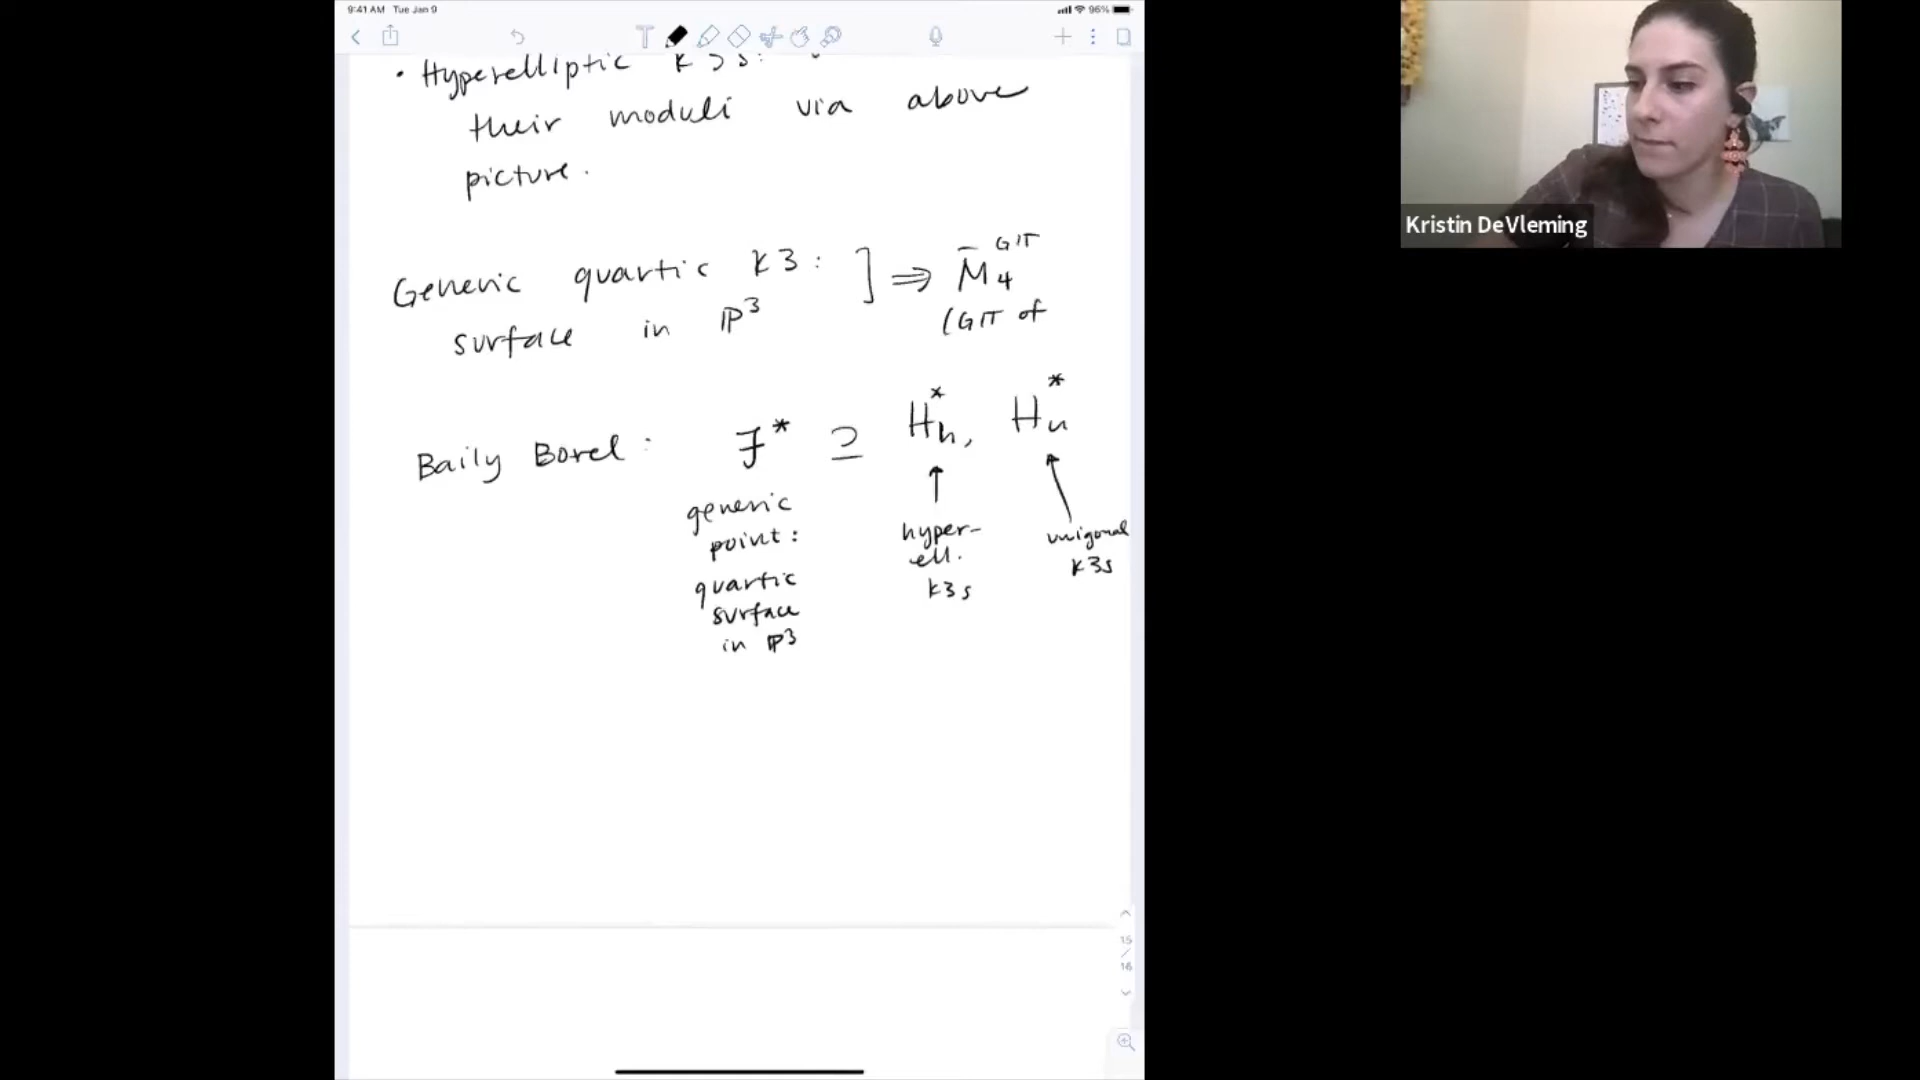 9:41 AM Tue Jan 9
96%
• Hyperelliptic K3s:
their moduli via above
picture.
Generic quartic K3: ] ⇒ M̄₄^GIT
surface in ℙ³ (GIT of
Baily Borel: ℱ* ⊇ H_h*, H_u*
generic
point:
quartic
surface
in ℙ³
hyper-
ell.
K3s
unigonal
K3s
Kristin DeVleming
15
/
16